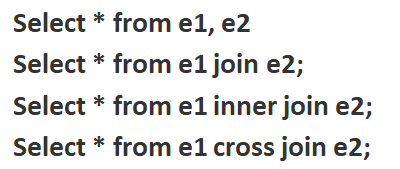 Select * from e1, e2
Select * from e1 join e2;
Select * from e1 inner join e2;
Select * from e1 cross join e2;